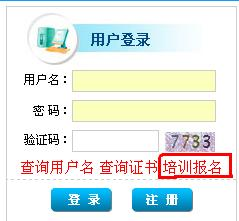 用户登录
用户名：
密码：
验证码： 7733
查询用户名 查询证书 培训报名
登 录 注 册